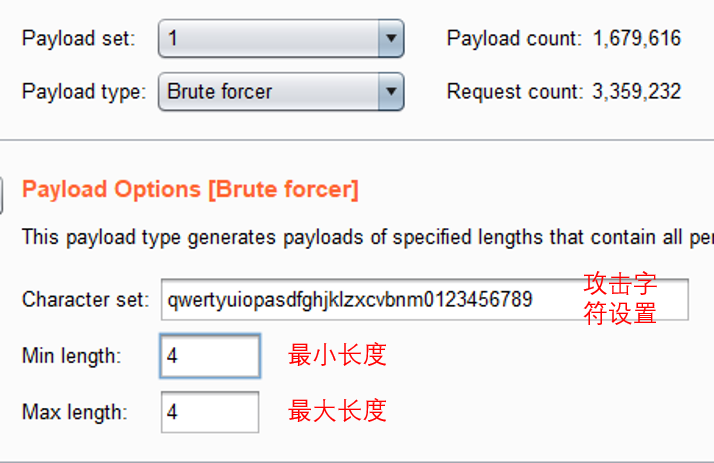 Payload set: 1 Payload count: 1,679,616
Payload type: Brute forcer Request count: 3,359,232
Payload Options [Brute forcer]
This payload type generates payloads of specified lengths that contain all per
Character set: qwertyuiopasdfghjklzxcvbnm0123456789 攻击字
符设置
Min length: 4 最小长度
Max length: 4 最大长度